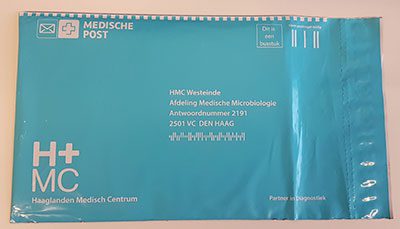 MEDISCHE
POST
Dit is
een
buspakje
HMC Westeinde
Afdeling Medische Microbiologie
Antwoordnummer 2191
2501 VC DEN HAAG
H+
MC
Haaglanden Medisch Centrum
Partner in Diagnostiek